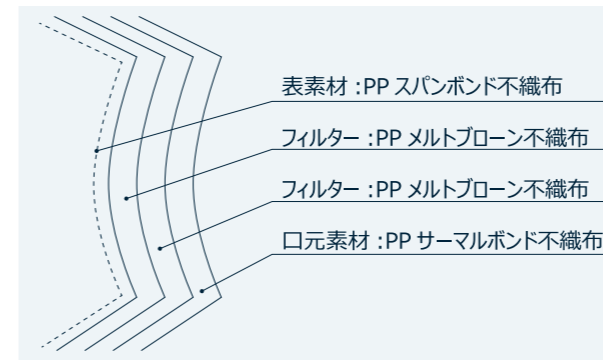 表素材 :PP スパンボンド不織布
フィルター :PP メルトブローン不織布
フィルター :PP メルトブローン不織布
口元素材 :PP サーマルボンド不織布